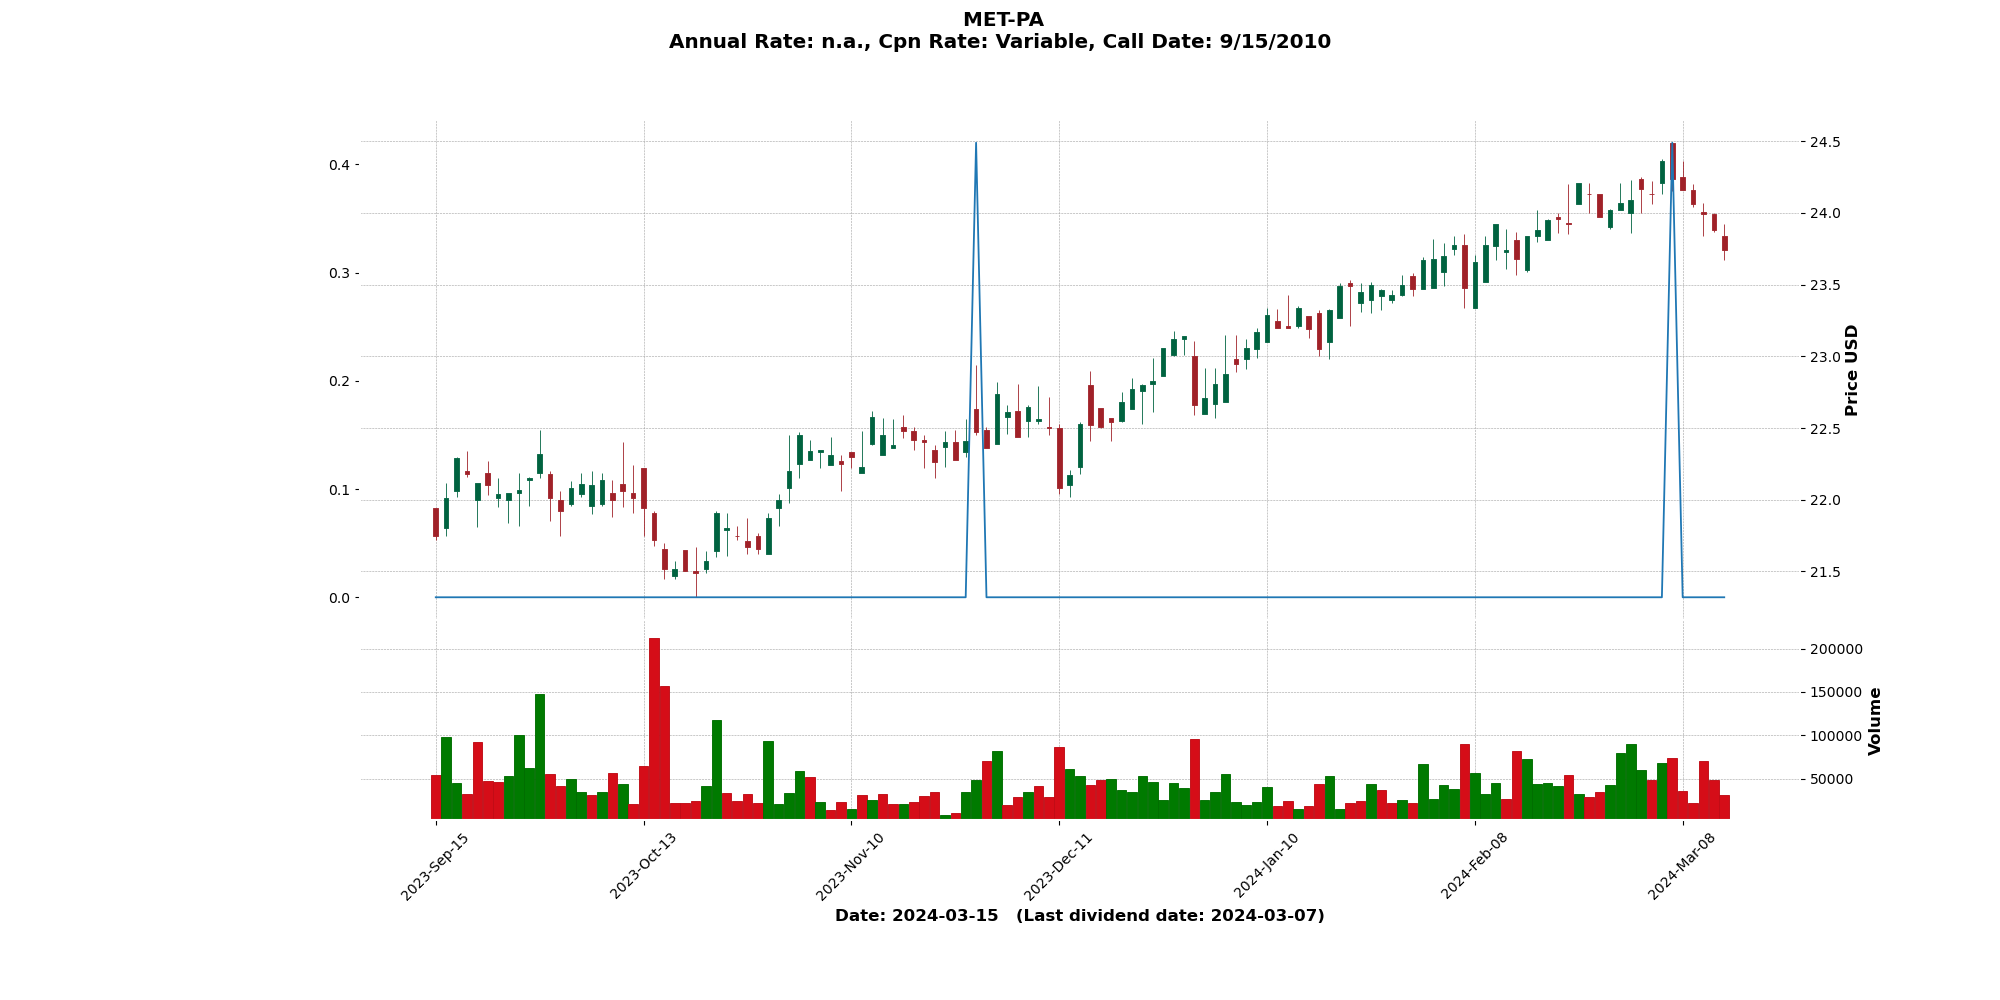 MET-PA
Annual Rate: n.a., Cpn Rate: Variable, Call Date: 9/15/2010
0.4
0.3
0.2
0.1
0.0
24.5
24.0
23.5
23.0
22.5
22.0
21.5
Price USD
200000
150000
100000
50000
Volume
2023-Sep-15
2023-Oct-13
2023-Nov-10
2023-Dec-11
2024-Jan-10
2024-Feb-08
2024-Mar-08
Date: 2024-03-15 (Last dividend date: 2024-03-07)